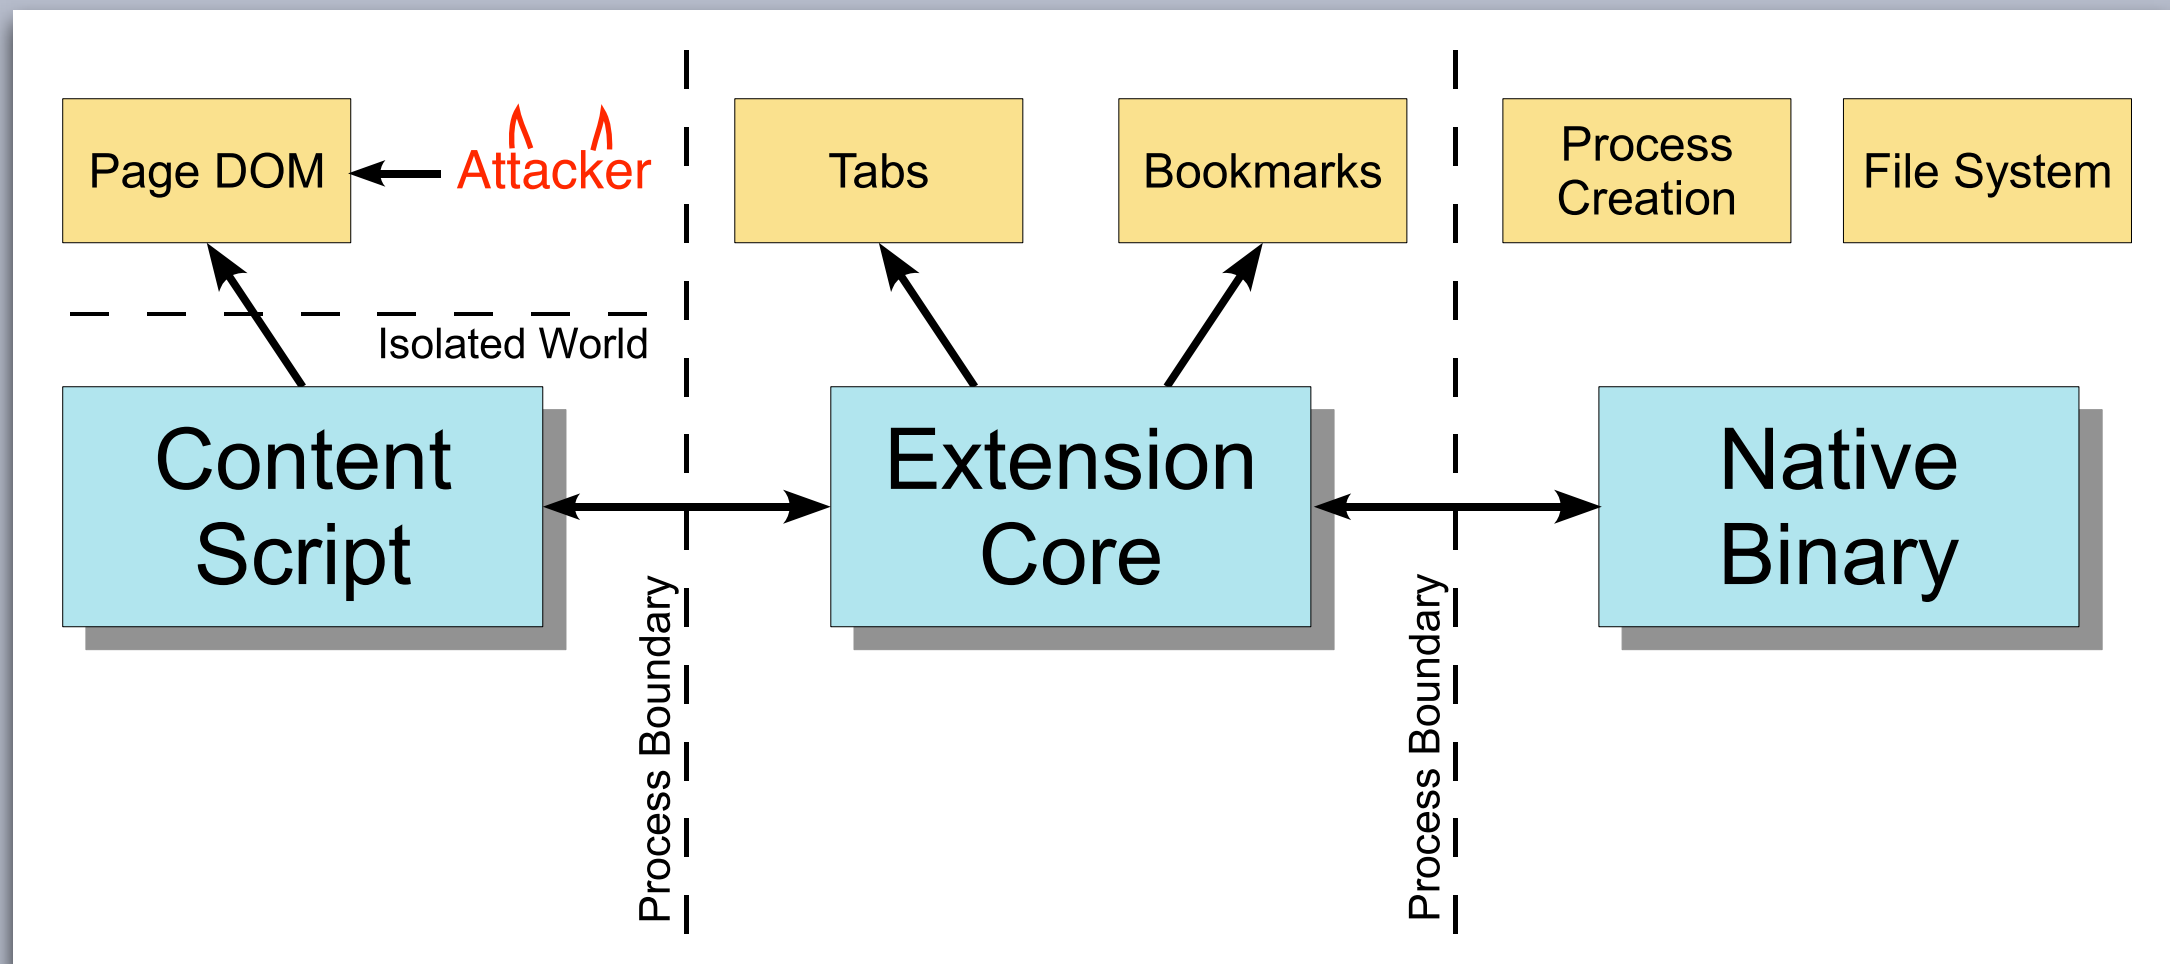 Page DOM
Attacker
Tabs
Bookmarks
Process
Creation
File System
Isolated World
Content
Script
Extension
Core
Native
Binary
Process Boundary
Process Boundary